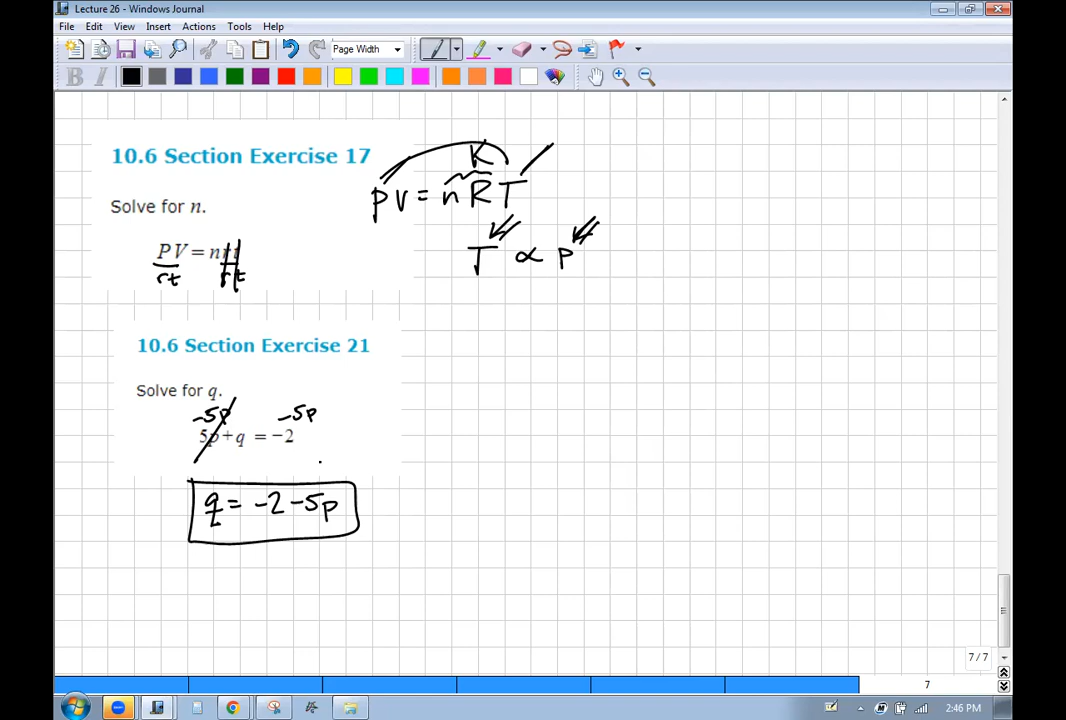 Lecture 26 - Windows Journal
File Edit View Insert Actions Tools Help
Page Width
B I
10.6 Section Exercise 17
Solve for n.
PV = nrt
rt rt
K
PV = nRT
T ∝ P
10.6 Section Exercise 21
Solve for q.
-5p -5p
5p + q = -2
q = -2 - 5p
7 / 7
7
2:46 PM